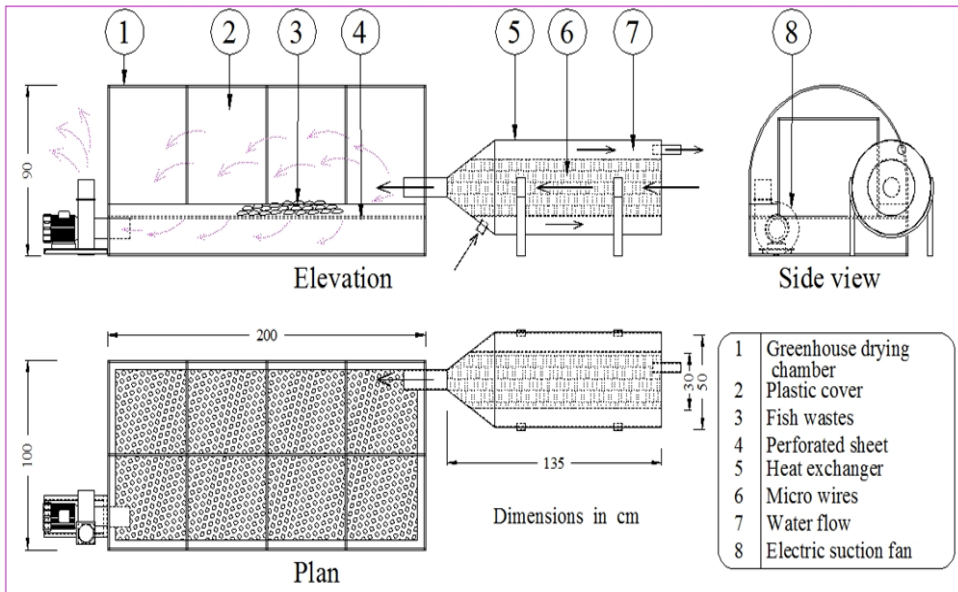 1
2
3
4
5
6
7
8
90
Elevation
Side view
200
100
30
50
135
Dimensions in cm
Plan
1 Greenhouse drying
chamber
2 Plastic cover
3 Fish wastes
4 Perforated sheet
5 Heat exchanger
6 Micro wires
7 Water flow
8 Electric suction fan